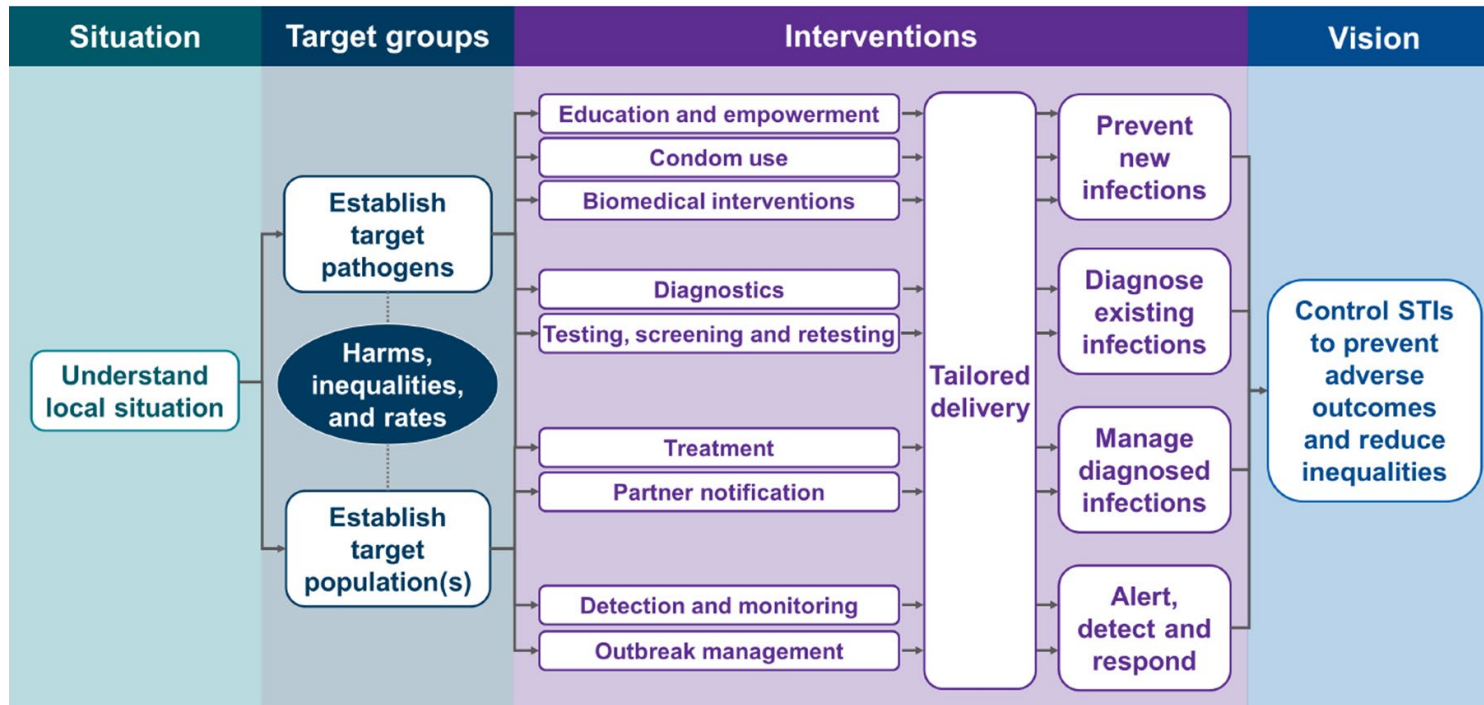 Situation
Target groups
Interventions
Vision
Understand
local situation
Establish
target
pathogens
Harms,
inequalities,
and rates
Establish
target
population(s)
Education and empowerment
Condom use
Biomedical interventions
Diagnostics
Testing, screening and retesting
Treatment
Partner notification
Detection and monitoring
Outbreak management
Tailored
delivery
Prevent
new
infections
Diagnose
existing
infections
Manage
diagnosed
infections
Alert,
detect and
respond
Control STIs
to prevent
adverse
outcomes
and reduce
inequalities